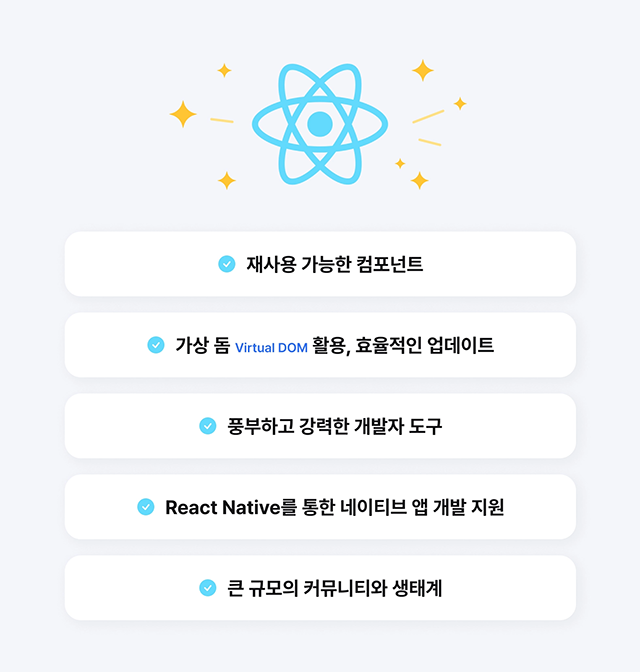 재사용 가능한 컴포넌트
가상 돔 Virtual DOM 활용, 효율적인 업데이트
풍부하고 강력한 개발자 도구
React Native를 통한 네이티브 앱 개발 지원
큰 규모의 커뮤니티와 생태계